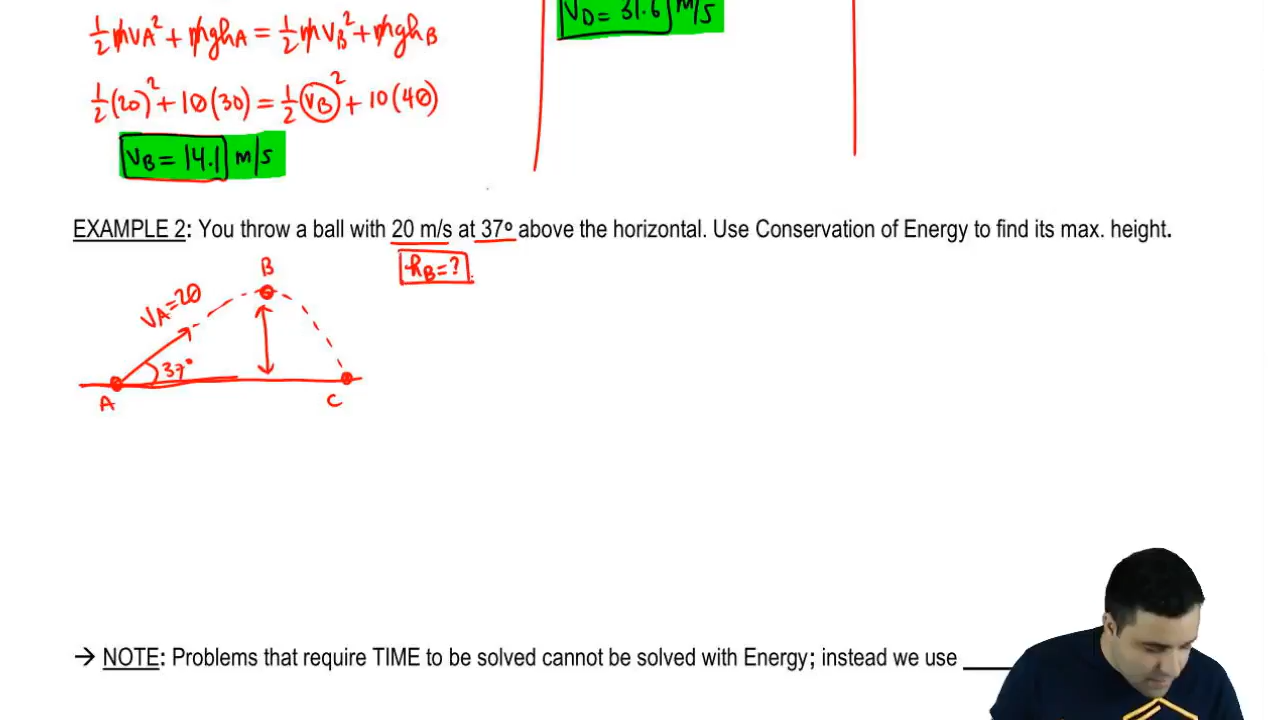 ½mvA² + mghA = ½mvB² + mghB
VD = 31.6 m/s
½(20)² + 10(30) = ½(vB)² + 10(40)
VB = 14.1 m/s
EXAMPLE 2: You throw a ball with 20 m/s at 37º above the horizontal. Use Conservation of Energy to find its max. height.
hB = ?
B
VA=20
37°
A
C
→ NOTE: Problems that require TIME to be solved cannot be solved with Energy; instead we use ____